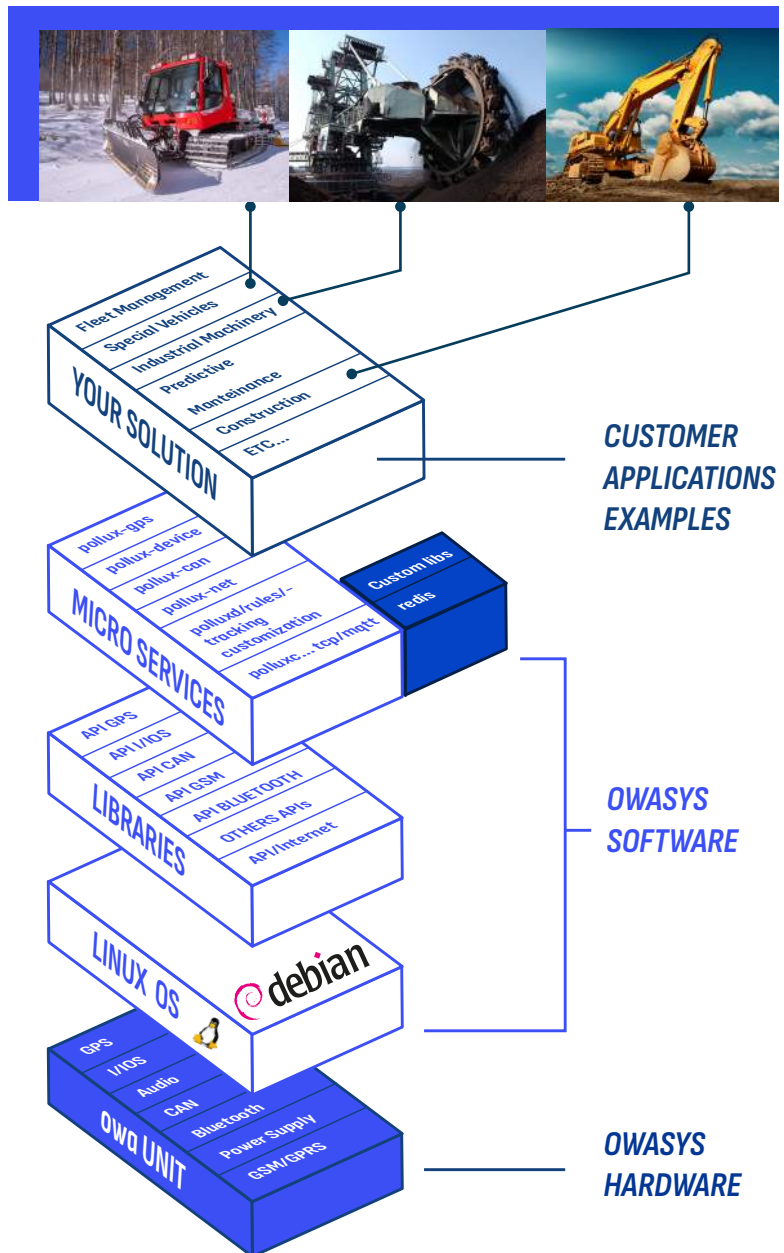 Fleet Management
Special Vehicles
Industrial Machinery
Predictive
Manteinance
Construction
ETC...
YOUR SOLUTION
CUSTOMER
APPLICATIONS
EXAMPLES
pollux-gps
pollux-device
pollux-can
pollux-net
polluxd/rules/-
tracking
customization
polluxc... tcp/mqtt
MICRO SERVICES
Custom libs
redis
API GPS
API I/IOS
API CAN
API GSM
API BLUETOOTH
OTHERS APIs
API/Internet
LIBRARIES
OWASYS
SOFTWARE
LINUX OS
debian
GPS
I/IOS
Audio
CAN
Bluetooth
Power Supply
GSM/GPRS
owa UNIT
OWASYS
HARDWARE